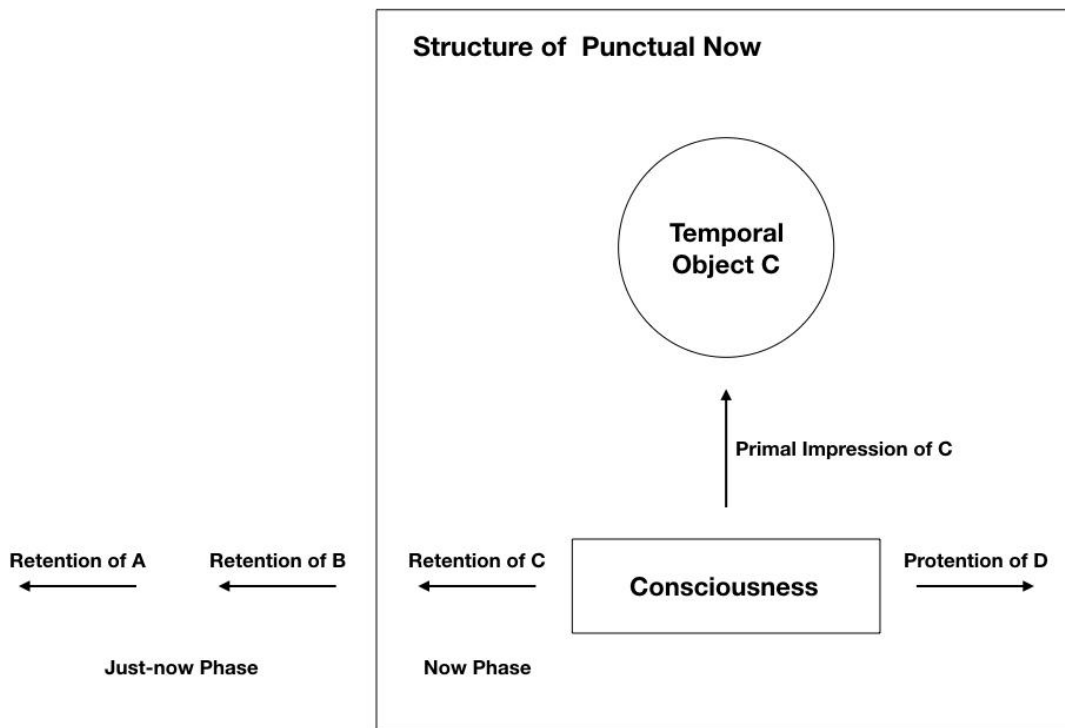 Structure of Punctual Now
Temporal
Object C
Primal Impression of C
Retention of A
Retention of B
Retention of C
Consciousness
Protention of D
Just-now Phase
Now Phase